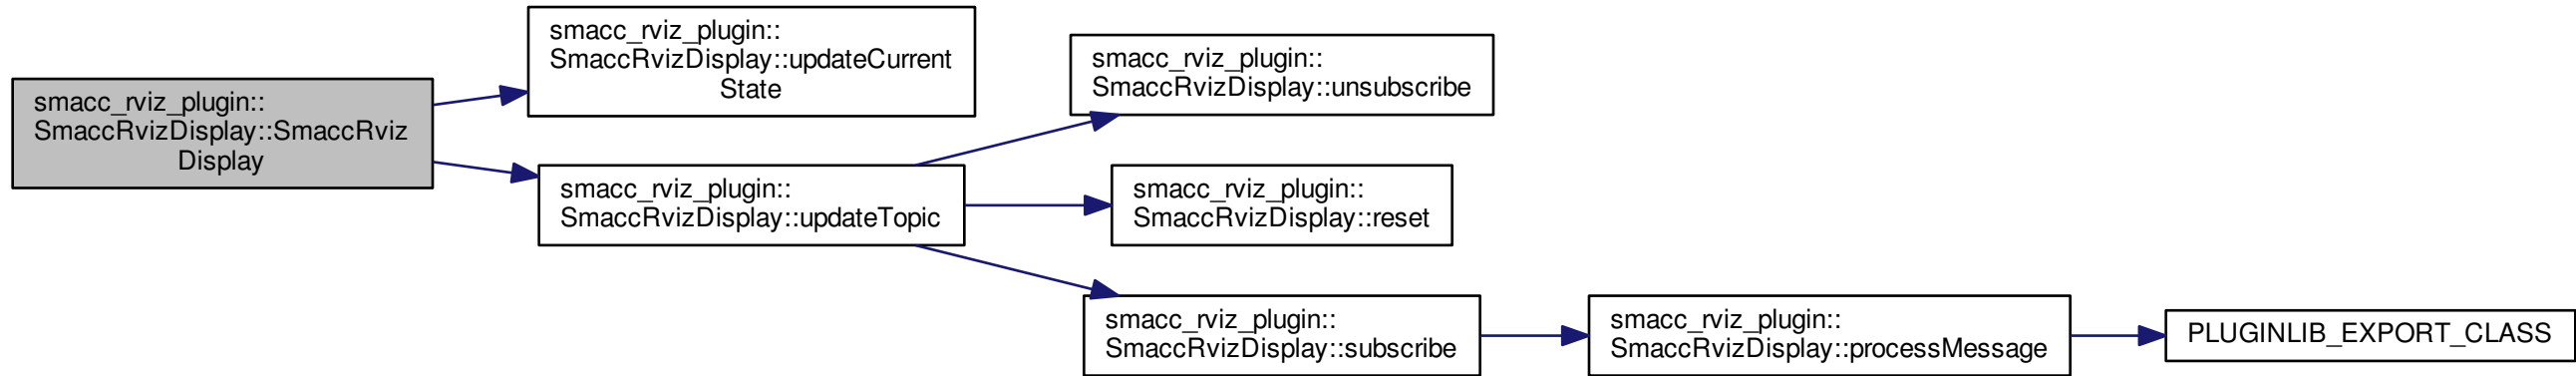 smacc_rviz_plugin::
SmaccRvizDisplay::SmaccRviz
Display
smacc_rviz_plugin::
SmaccRvizDisplay::updateCurrent
State
smacc_rviz_plugin::
SmaccRvizDisplay::updateTopic
smacc_rviz_plugin::
SmaccRvizDisplay::unsubscribe
smacc_rviz_plugin::
SmaccRvizDisplay::reset
smacc_rviz_plugin::
SmaccRvizDisplay::subscribe
smacc_rviz_plugin::
SmaccRvizDisplay::processMessage
PLUGINLIB_EXPORT_CLASS